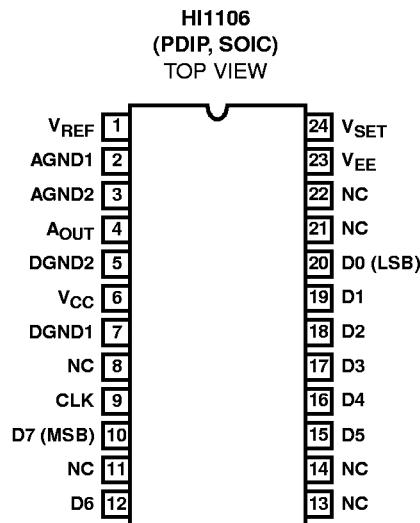 HI1106
(PDIP, SOIC)
TOP VIEW
VREF 1 24 VSET
AGND1 2 23 VEE
AGND2 3 22 NC
AOUT 4 21 NC
DGND2 5 20 D0 (LSB)
VCC 6 19 D1
DGND1 7 18 D2
NC 8 17 D3
CLK 9 16 D4
D7 (MSB) 10 15 D5
NC 11 14 NC
D6 12 13 NC